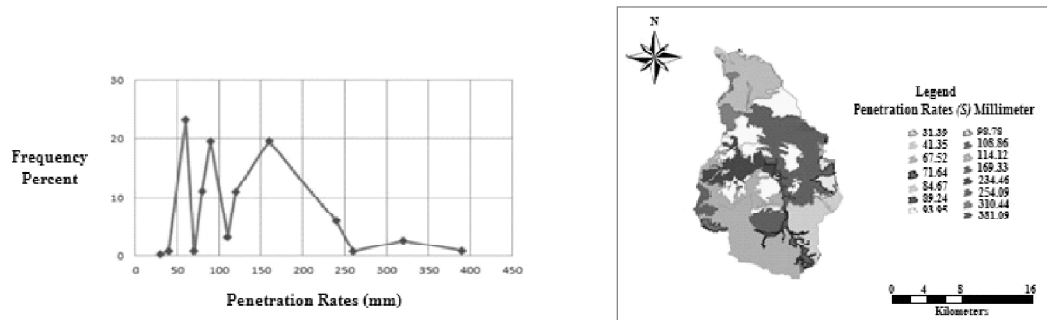 30
20
10
0
Frequency
Percent
0 50 100 150 200 250 300 350 400 450
Penetration Rates (mm)
N
Legend
Penetration Rates (S) Millimeter
31.39 98.78
41.35 108.86
67.52 114.12
71.64 169.33
84.67 234.46
89.24 254.09
93.95 310.44
381.09
0 4 8 16
Kilometers